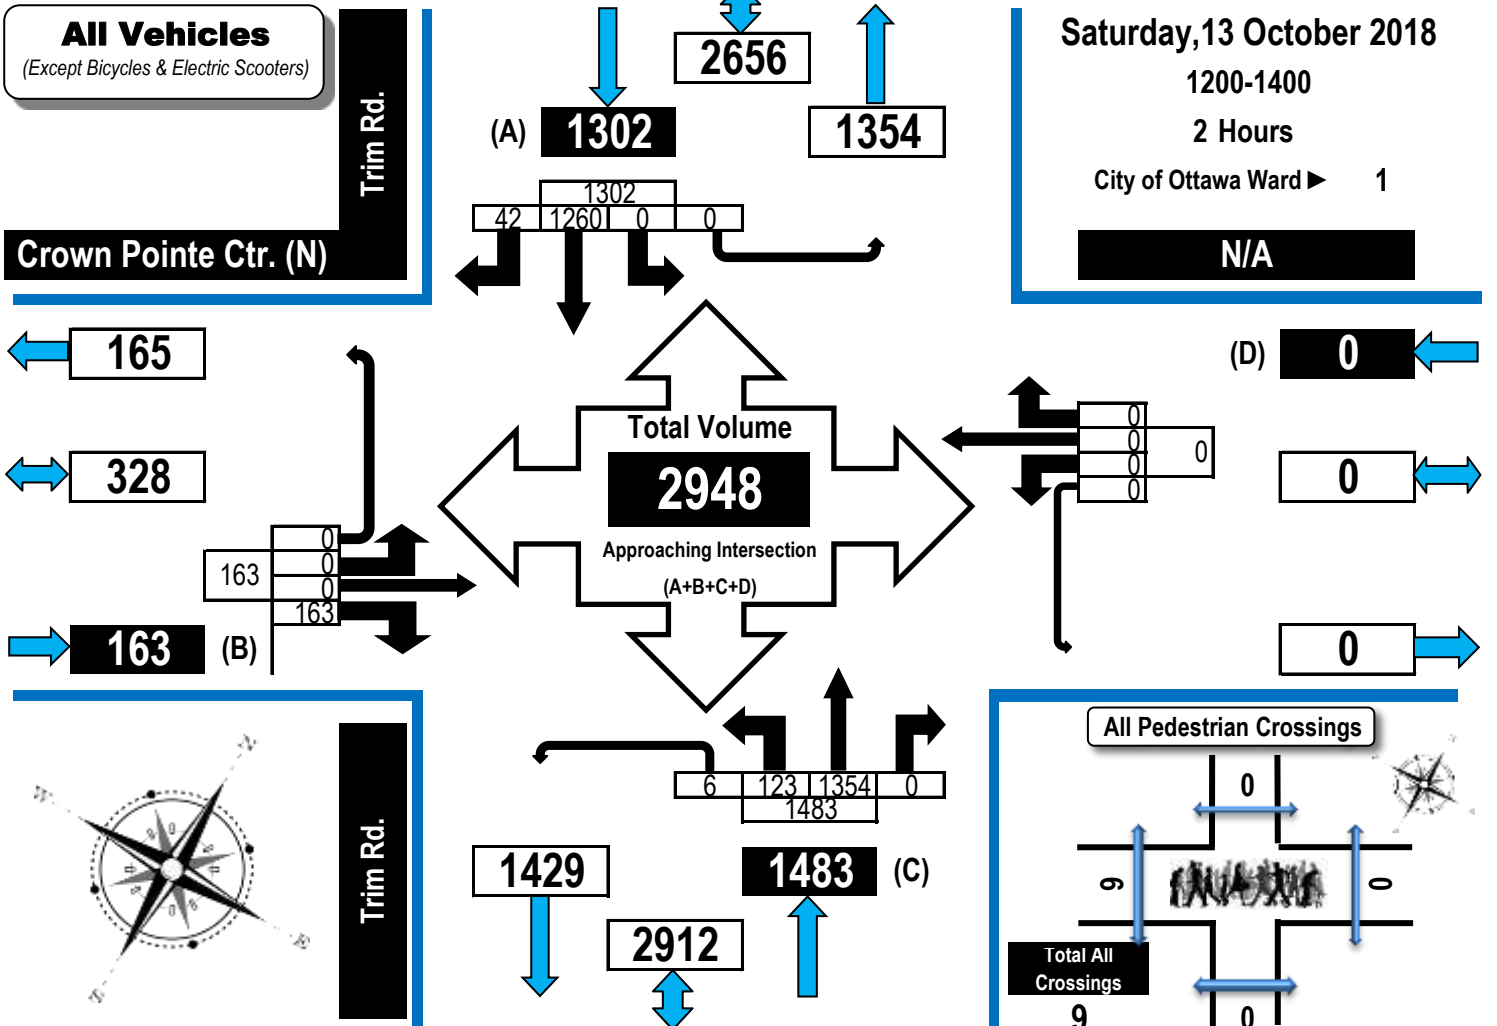 All Vehicles
(Except Bicycles & Electric Scooters)
Trim Rd.
Crown Pointe Ctr. (N)
2656
(A) 1302
1354
1302
42 1260 0 0
Saturday,13 October 2018
1200-1400
2 Hours
City of Ottawa Ward ► 1
N/A
165
328
0
0
0
163
163
163 (B)
Total Volume
2948
Approaching Intersection
(A+B+C+D)
(D) 0
0
0
0
0
0
0
0
6 123 1354 0
1483
1429
1483 (C)
2912
N
W
E
S
Trim Rd.
All Pedestrian Crossings
0
9
0
0
Total All
Crossings
9